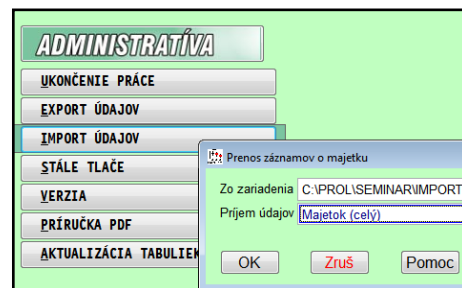 ADMINISTRATÍVA
UKONČENIE PRÁCE
EXPORT ÚDAJOV
IMPORT ÚDAJOV
STÁLE TLAČE
VERZIA
PRÍRUČKA PDF
AKTUALIZÁCIA TABULIEK
Prenos záznamov o majetku
Zo zariadenia C:\PROL\SEMINAR\IMPORT
Príjem údajov Majetok (celý)
OK Zruš Pomoc